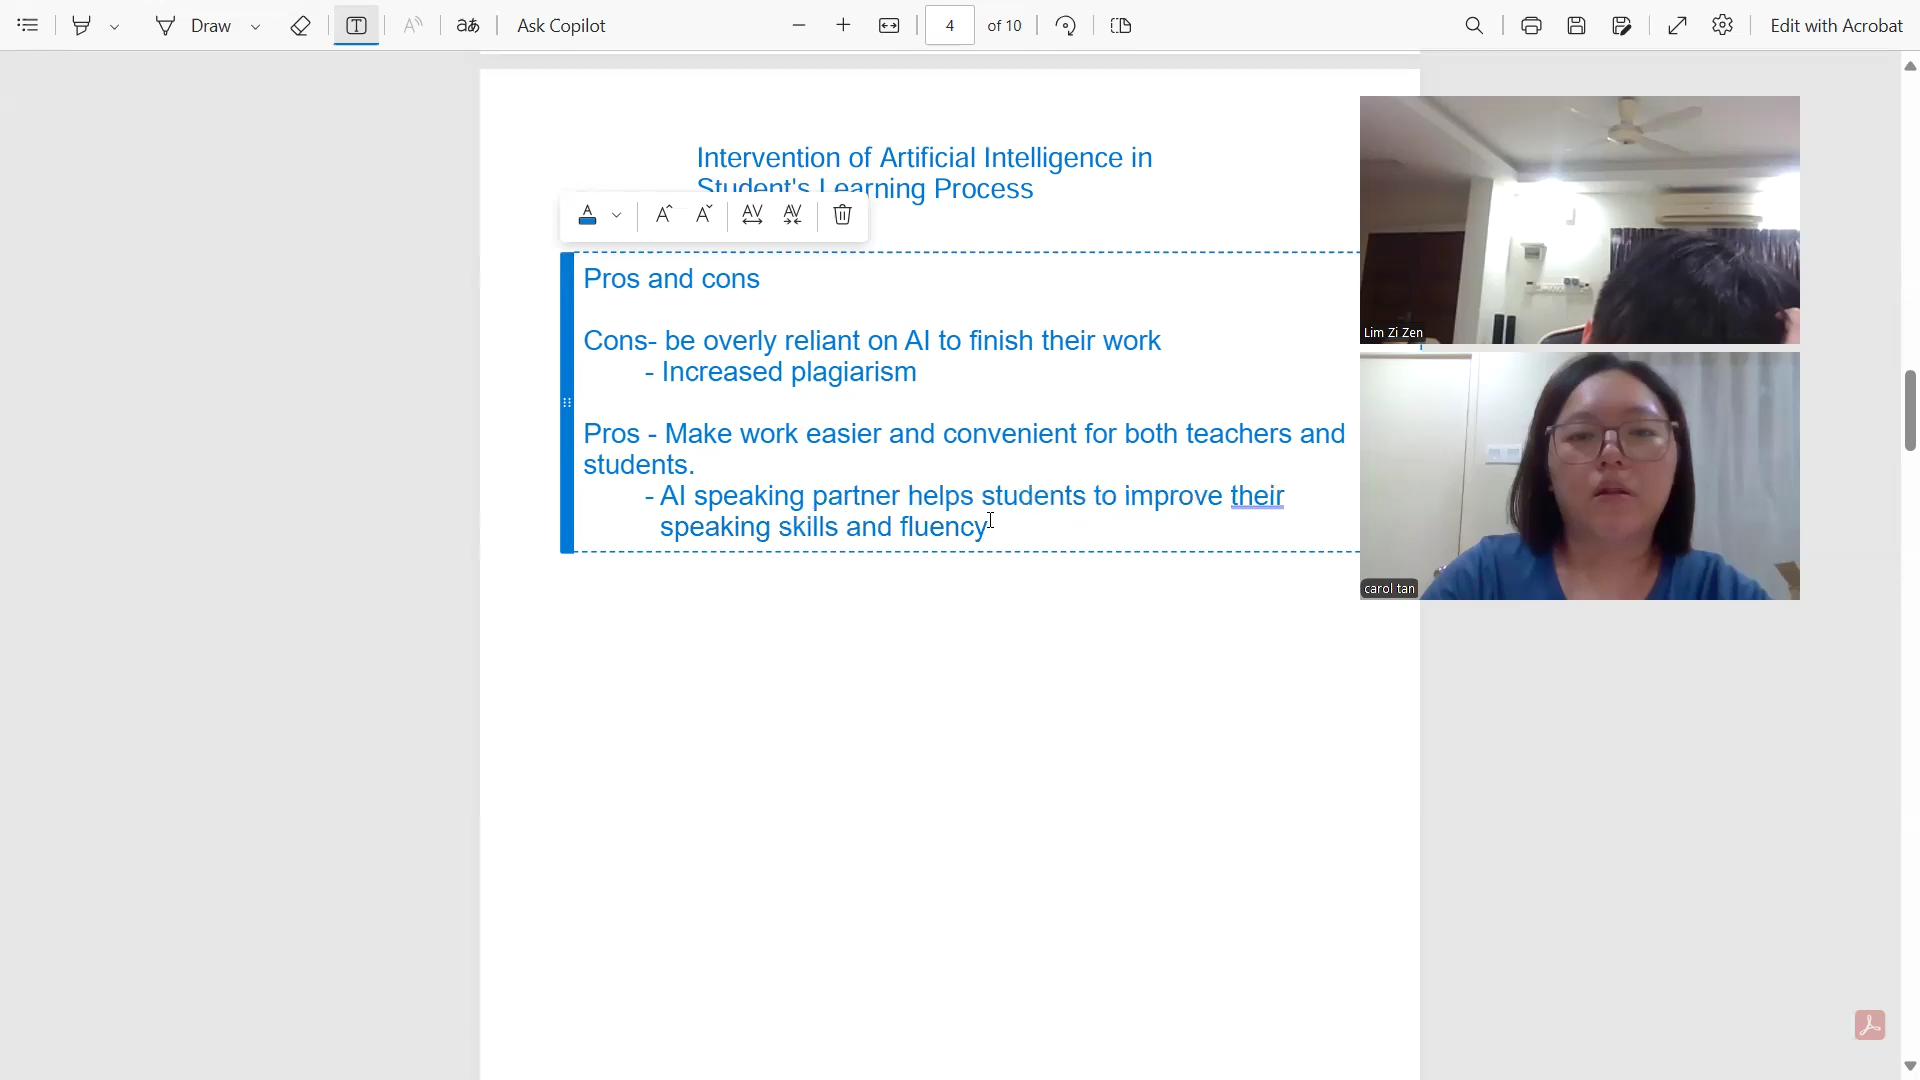 Draw
Ask Copilot
4 of 10
Edit with Acrobat
Intervention of Artificial Intelligence in
Student's Learning Process
Pros and cons
Cons- be overly reliant on AI to finish their work
- Increased plagiarism
Pros - Make work easier and convenient for both teachers and
students.
- AI speaking partner helps students to improve their
speaking skills and fluency
Lim Zi Zen
carol tan